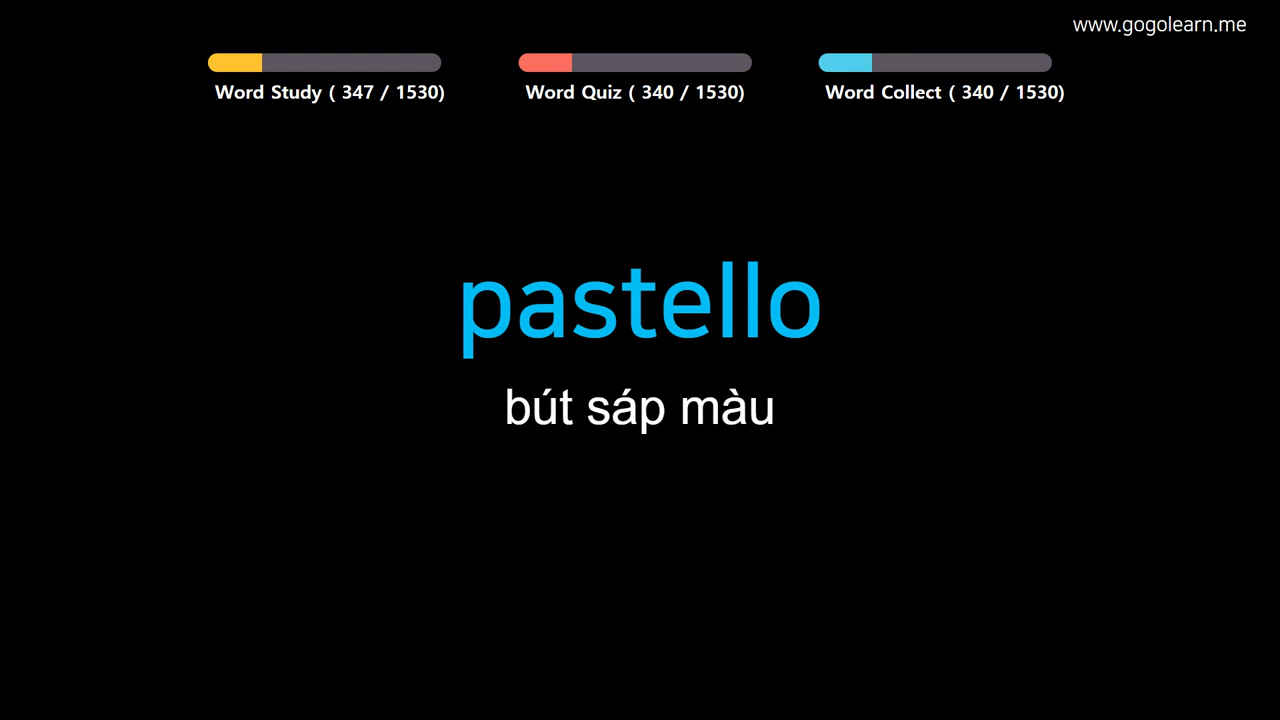 www.gogolearn.me
Word Study ( 347 / 1530)
Word Quiz ( 340 / 1530)
Word Collect ( 340 / 1530)
pastello
bút sáp màu